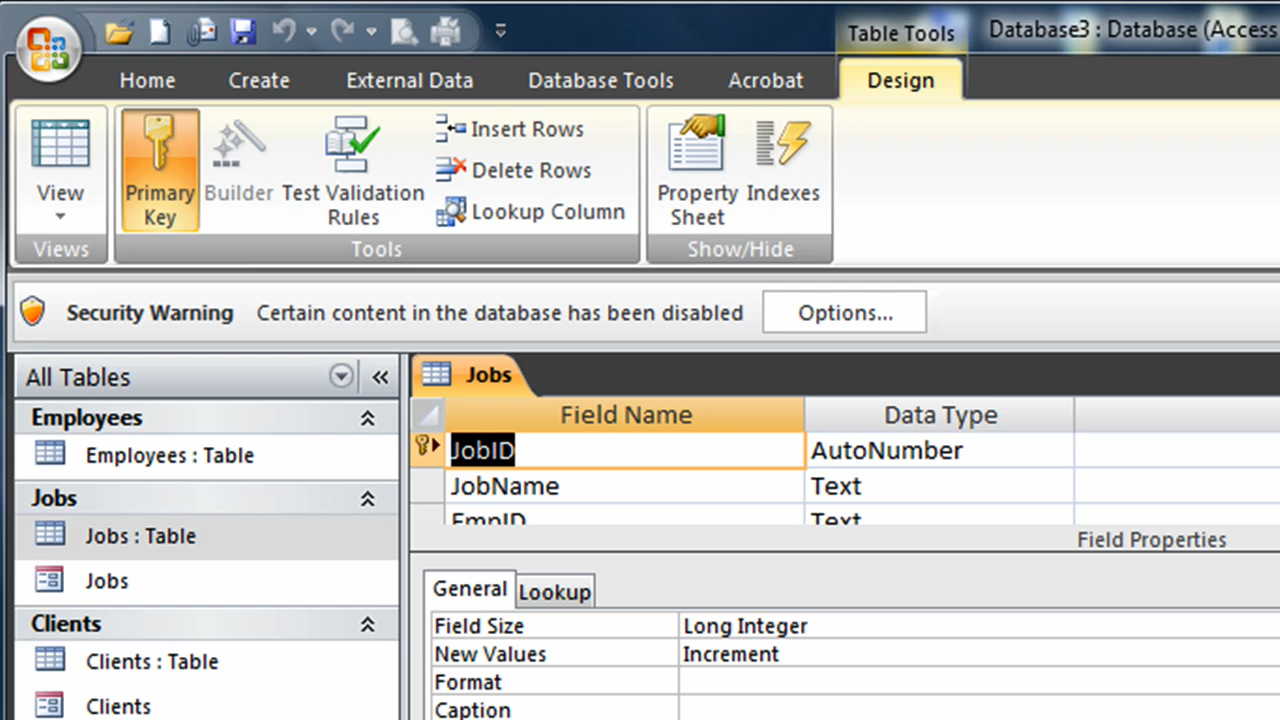 Table Tools
Database3 : Database (Access
Home
Create
External Data
Database Tools
Acrobat
Design
View
Primary
Key
Builder
Test Validation
Rules
Insert Rows
Delete Rows
Lookup Column
Property
Sheet
Indexes
Views
Tools
Show/Hide
Security Warning
Certain content in the database has been disabled
Options...
All Tables
«
Jobs
Employees
Employees : Table
Jobs
Jobs : Table
Jobs
Clients
Clients : Table
Clients
Field Name
Data Type
JobID
AutoNumber
JobName
Text
EmpID
Text
Field Properties
General
Lookup
Field Size
Long Integer
New Values
Increment
Format
Caption